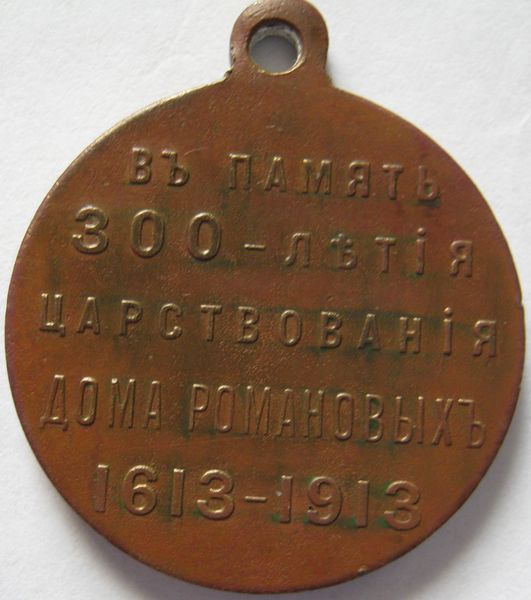 ВЪ ПАМЯТЬ
300-ЛѢТІЯ
ЦАРСТВОВАНІЯ
ДОМА РОМАНОВЫХЪ
1613-1913